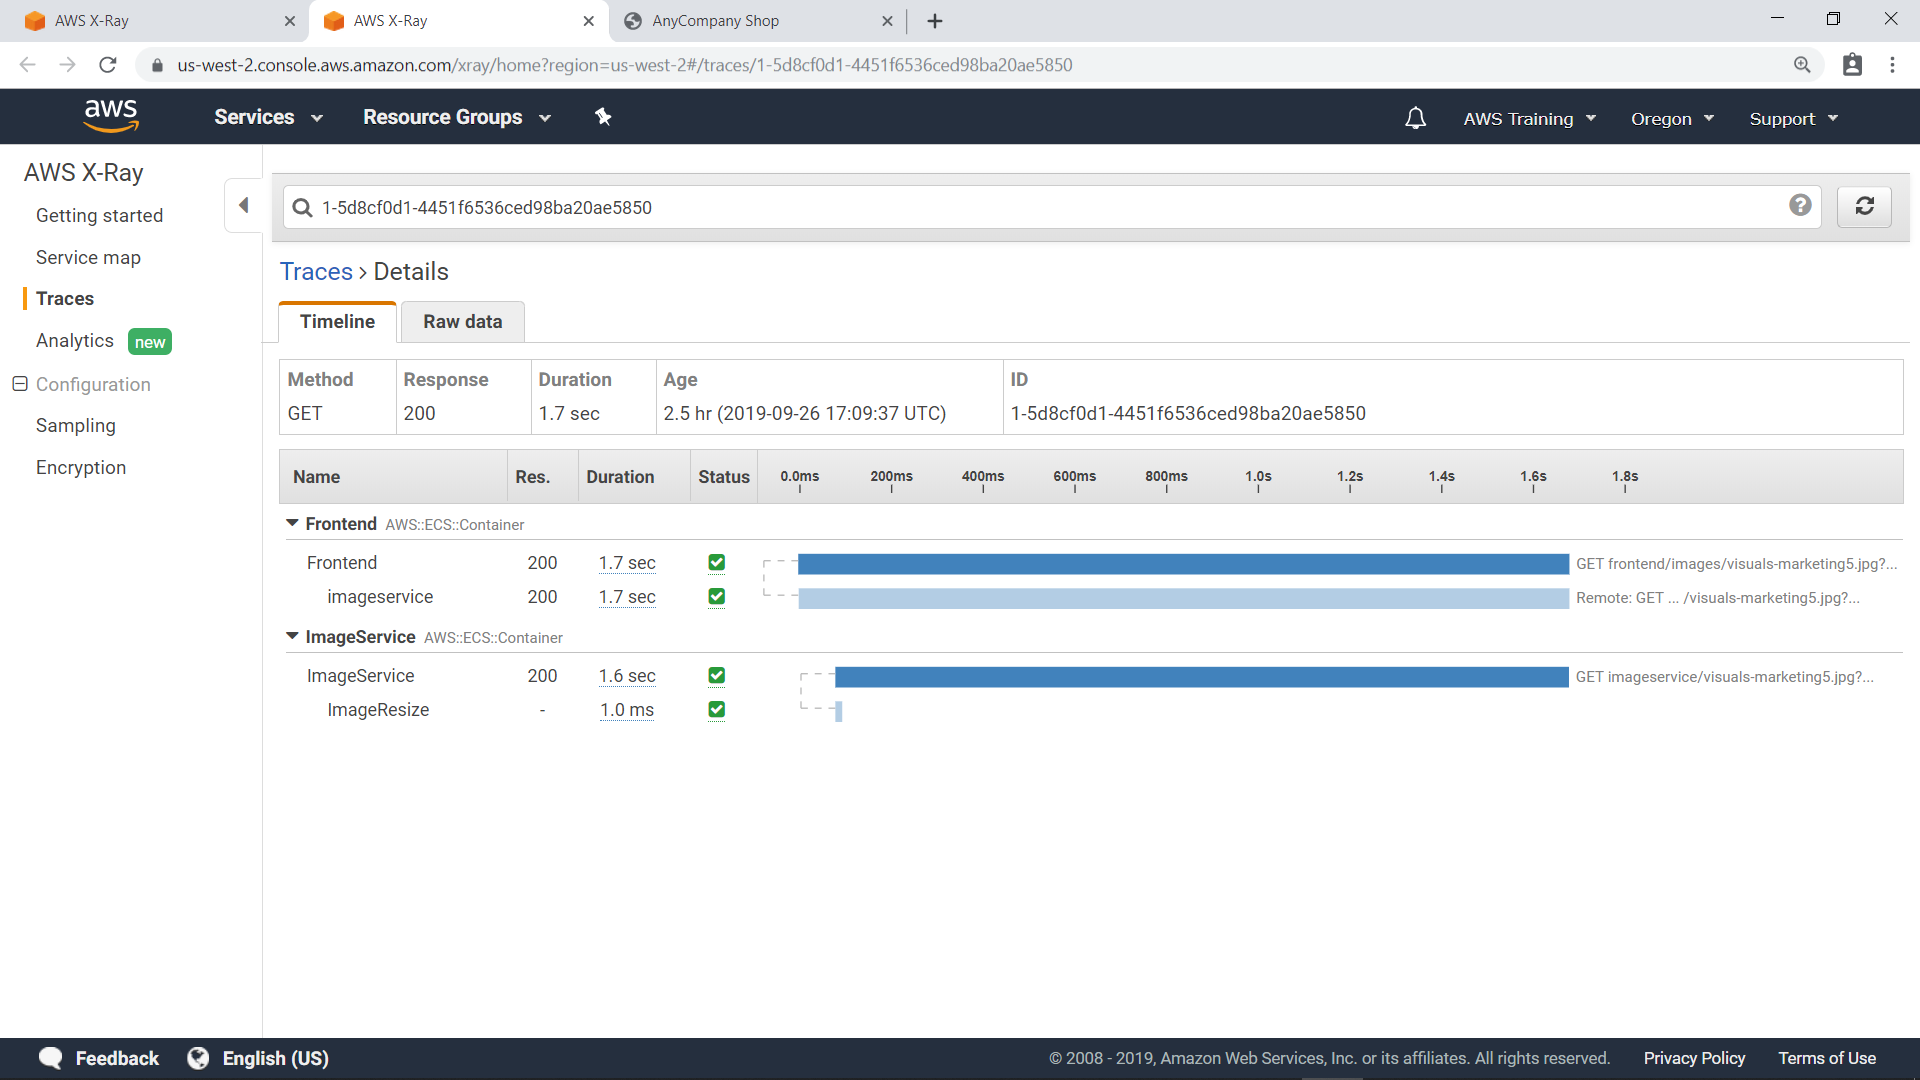 AWS X-Ray
AWS X-Ray
AnyCompany Shop
us-west-2.console.aws.amazon.com/xray/home?region=us-west-2#/traces/1-5d8cf0d1-4451f6536ced98ba20ae5850
aws
Services
Resource Groups
AWS Training
Oregon
Support
AWS X-Ray
Getting started
Service map
Traces
Analytics new
Configuration
Sampling
Encryption
1-5d8cf0d1-4451f6536ced98ba20ae5850
?
Traces › Details
Timeline
Raw data
Method Response Duration Age ID
GET 200 1.7 sec 2.5 hr (2019-09-26 17:09:37 UTC) 1-5d8cf0d1-4451f6536ced98ba20ae5850
Name Res. Duration Status 0.0ms 200ms 400ms 600ms 800ms 1.0s 1.2s 1.4s 1.6s 1.8s
Frontend AWS::ECS::Container
Frontend 200 1.7 sec GET frontend/images/visuals-marketing5.jpg?...
imageservice 200 1.7 sec Remote: GET ... /visuals-marketing5.jpg?...
ImageService AWS::ECS::Container
ImageService 200 1.6 sec GET imageservice/visuals-marketing5.jpg?...
ImageResize - 1.0 ms
Feedback
English (US)
© 2008 - 2019, Amazon Web Services, Inc. or its affiliates. All rights reserved.
Privacy Policy
Terms of Use